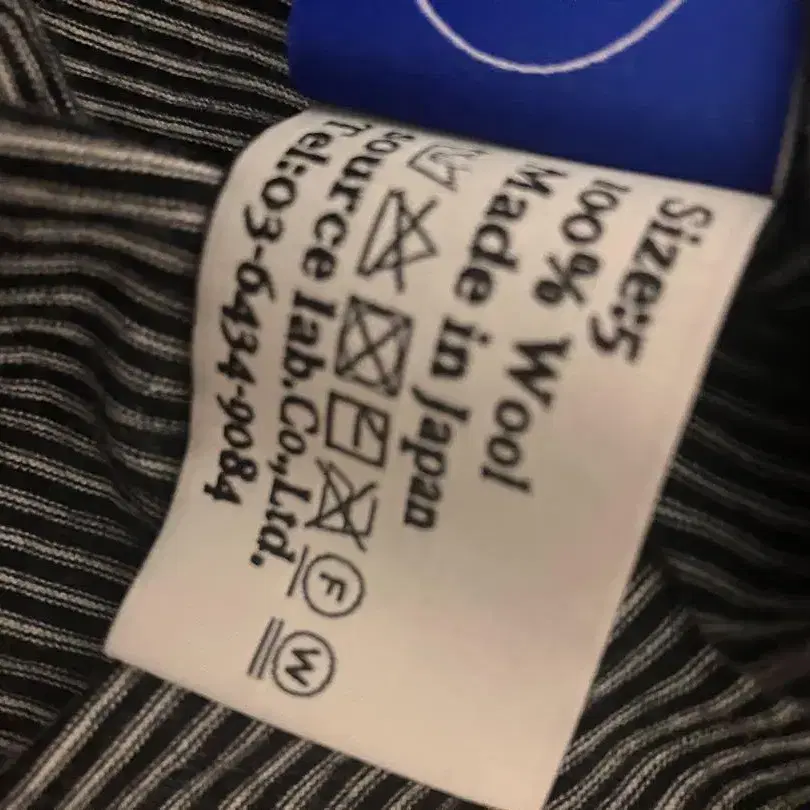 Size:5
100% Wool
Made in Japan
F W
source lab.Co.,Ltd.
Tel:03-6434-9084